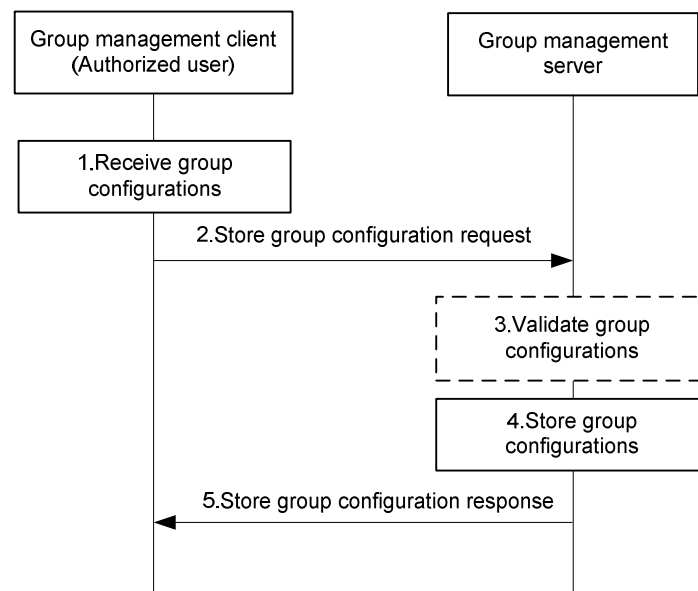 Group management client
(Authorized user)
Group management
server
1.Receive group
configurations
2.Store group configuration request
3.Validate group
configurations
4.Store group
configurations
5.Store group configuration response